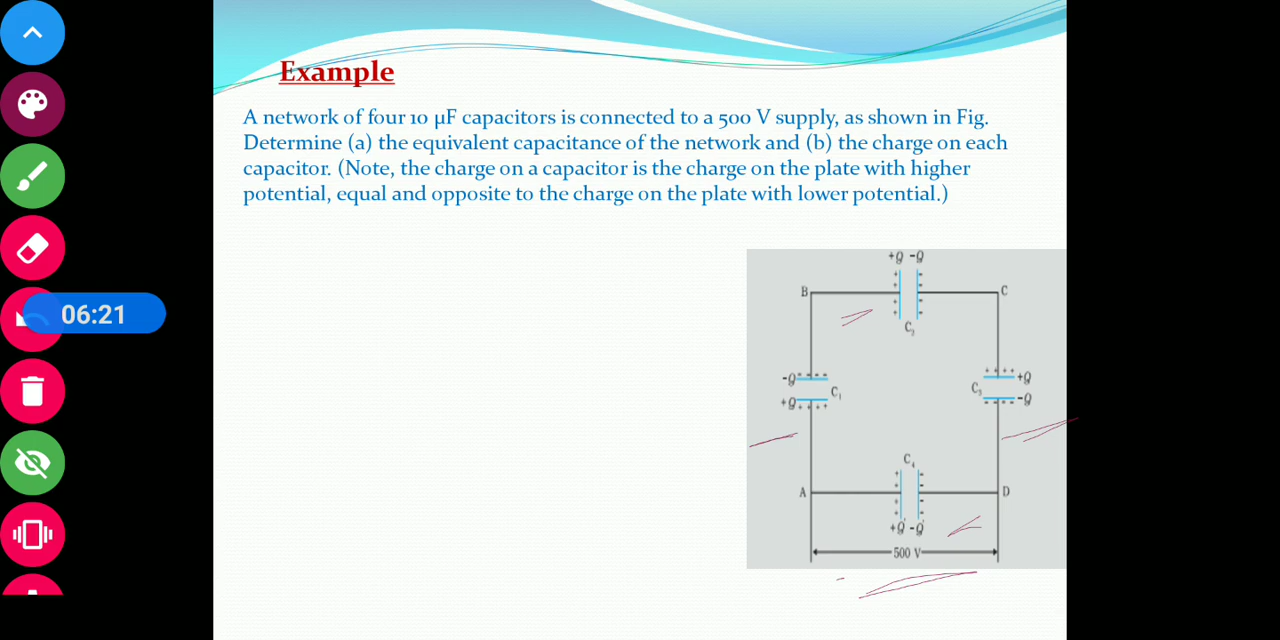 Example
A network of four 10 µF capacitors is connected to a 500 V supply, as shown in Fig.
Determine (a) the equivalent capacitance of the network and (b) the charge on each
capacitor. (Note, the charge on a capacitor is the charge on the plate with higher
potential, equal and opposite to the charge on the plate with lower potential.)
06:21
+Q -Q
B
C
C₂
-Q
+Q
C₁
C₃
+Q
-Q
C₄
A
D
+Q' -Q'
500 V